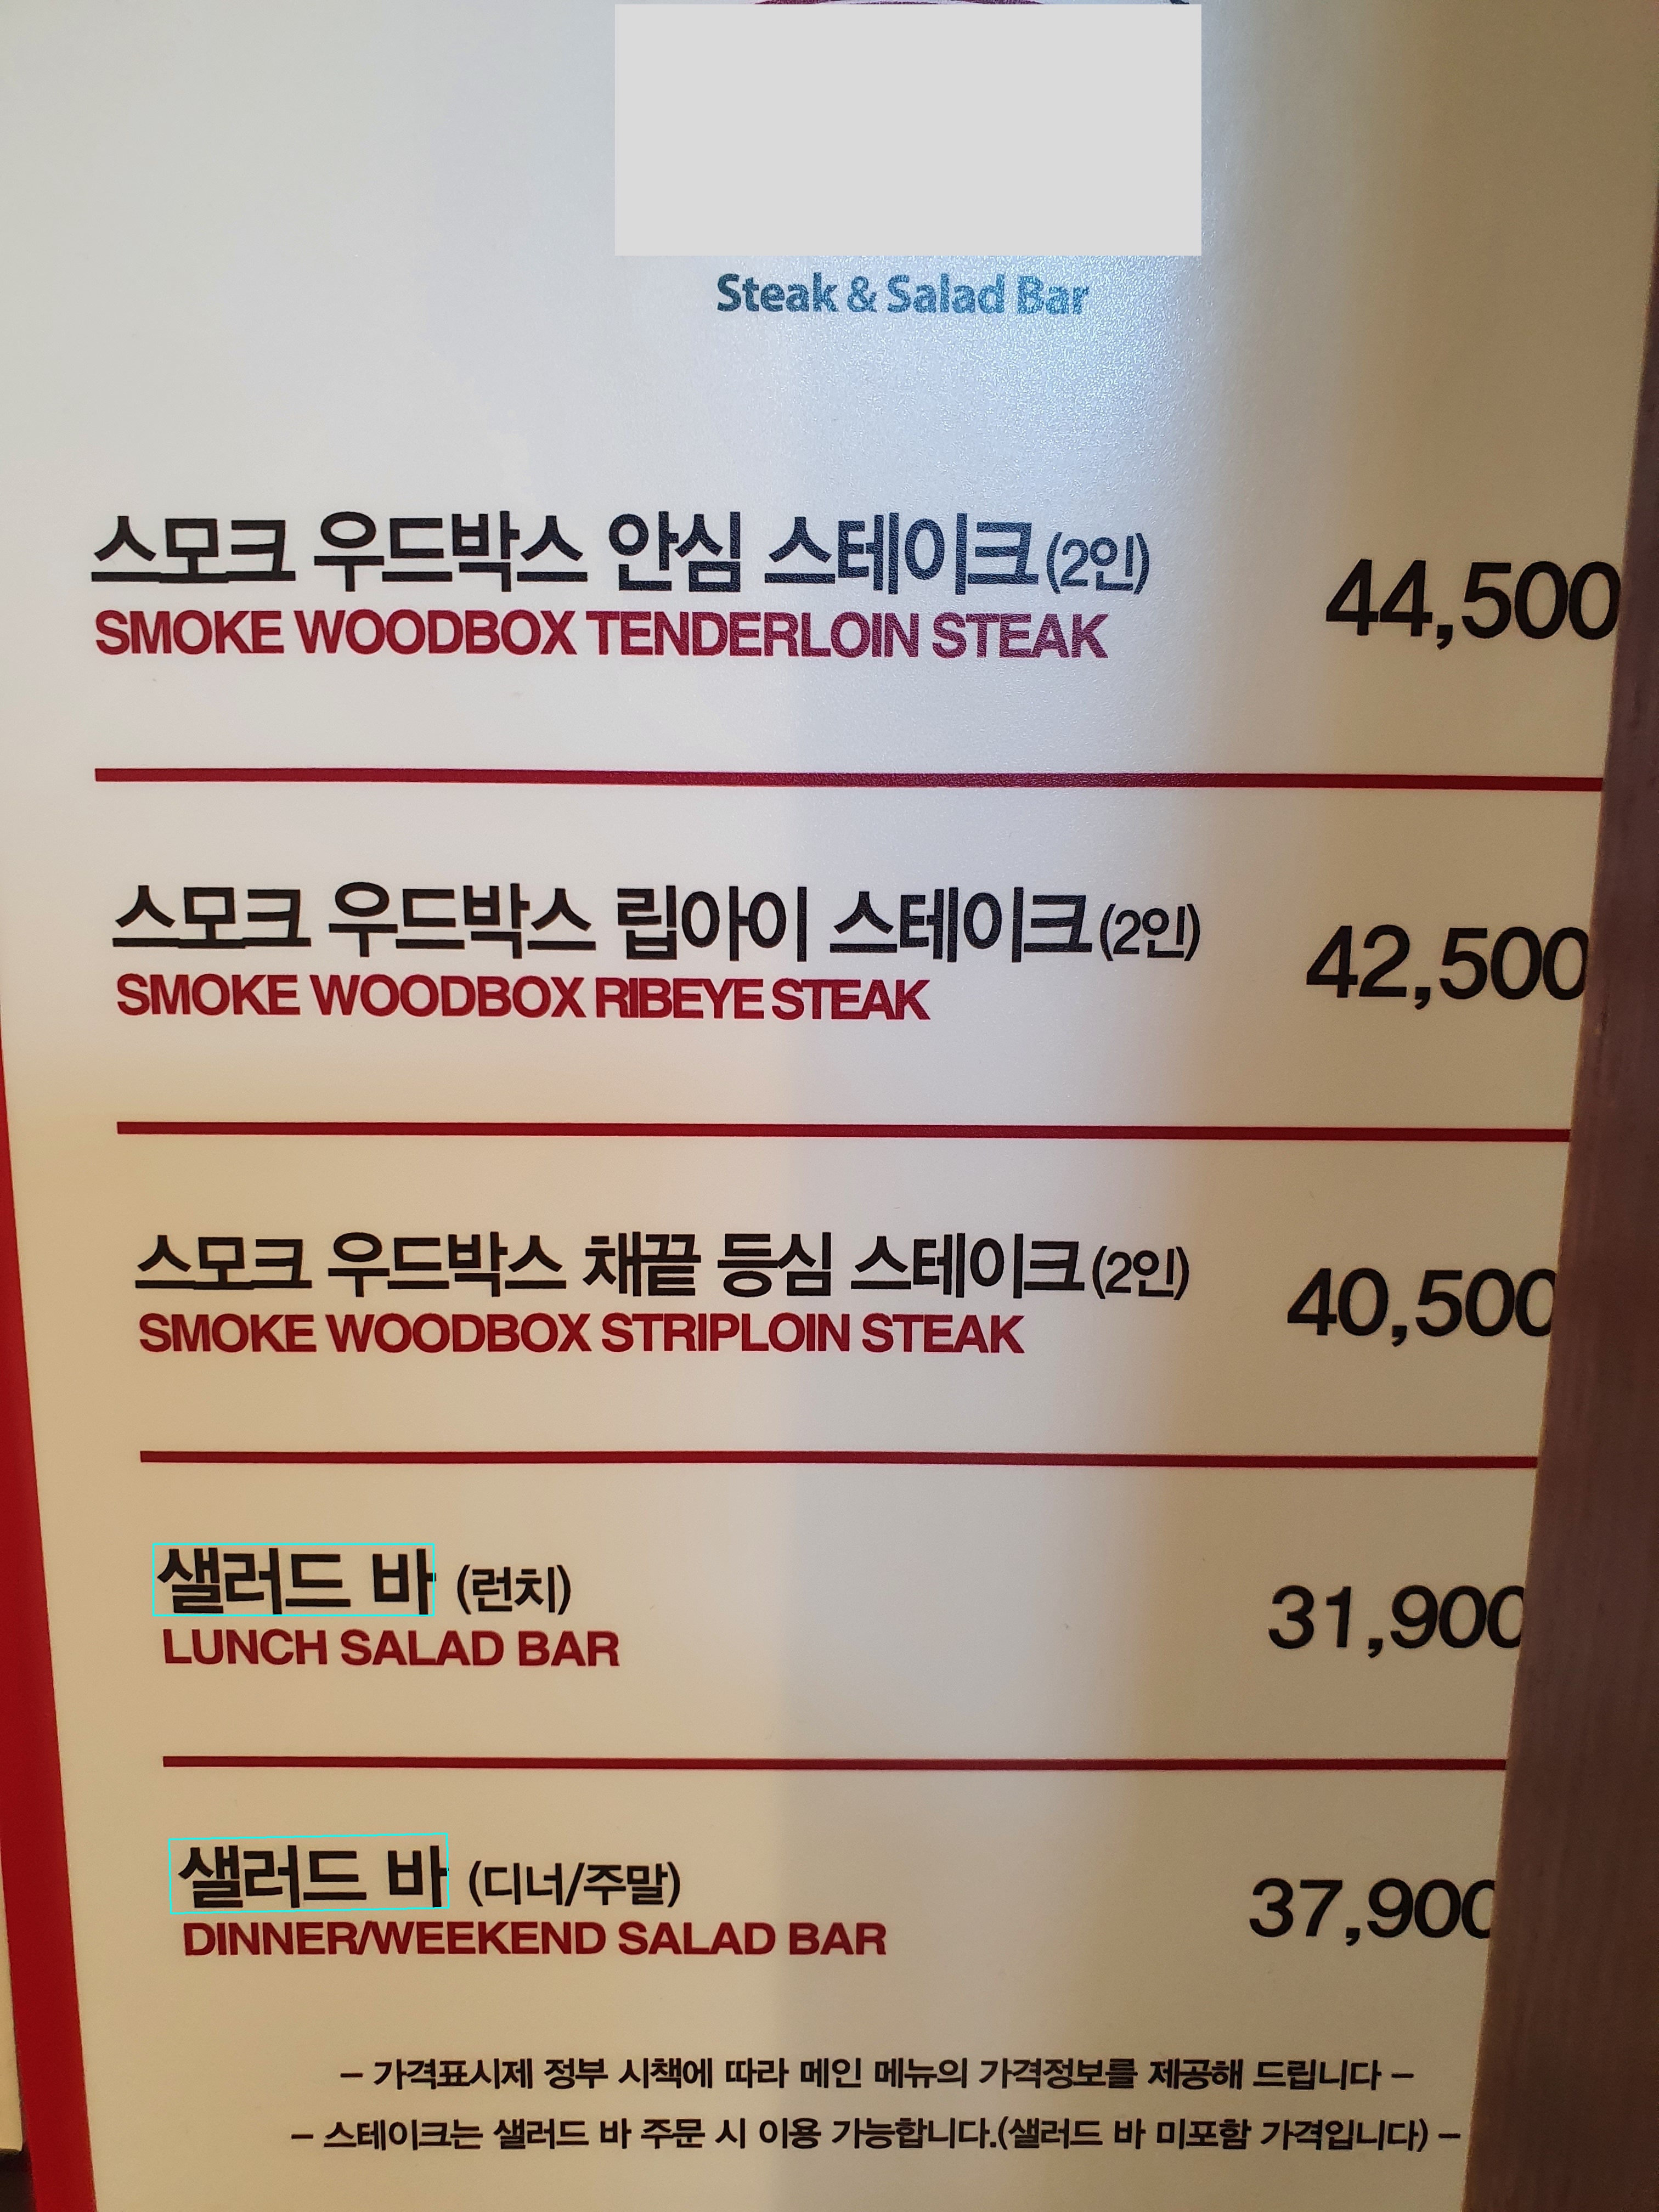 Steak & Salad Bar
스모크 우드박스 안심 스테이크(2인) 44,500
SMOKE WOODBOX TENDERLOIN STEAK
스모크 우드박스 립아이 스테이크(2인) 42,500
SMOKE WOODBOX RIBEYE STEAK
스모크 우드박스 채끝 등심 스테이크(2인) 40,500
SMOKE WOODBOX STRIPLOIN STEAK
샐러드 바 (런치) 31,900
LUNCH SALAD BAR
샐러드 바 (디너/주말) 37,900
DINNER/WEEKEND SALAD BAR
– 가격표시제 정부 시책에 따라 메인 메뉴의 가격정보를 제공해 드립니다 –
– 스테이크는 샐러드 바 주문 시 이용 가능합니다.(샐러드 바 미포함 가격입니다) –